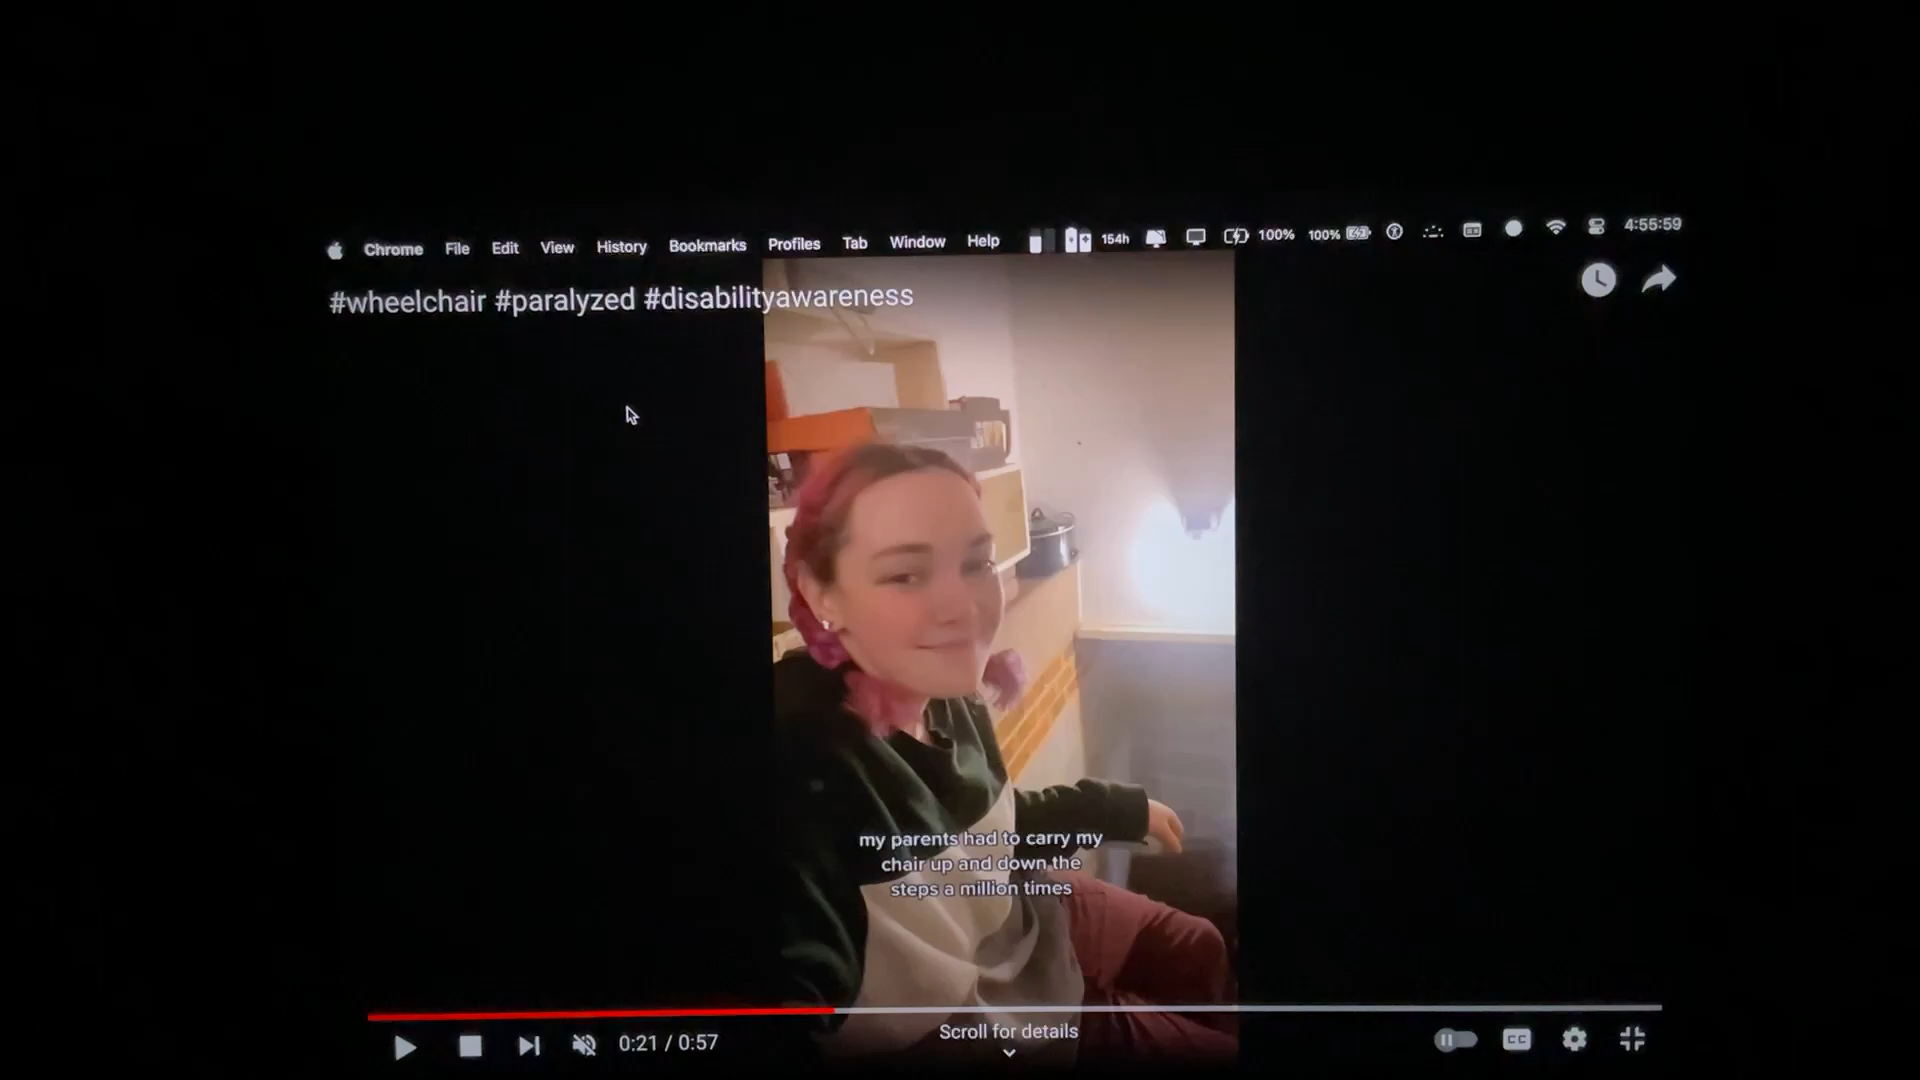 Chrome File Edit View History Bookmarks Profiles Tab Window Help 154h 100% 100% 4:55:59
#wheelchair #paralyzed #disabilityawareness
my parents had to carry my
chair up and down the
steps a million times
0:21 / 0:57
Scroll for details
CC